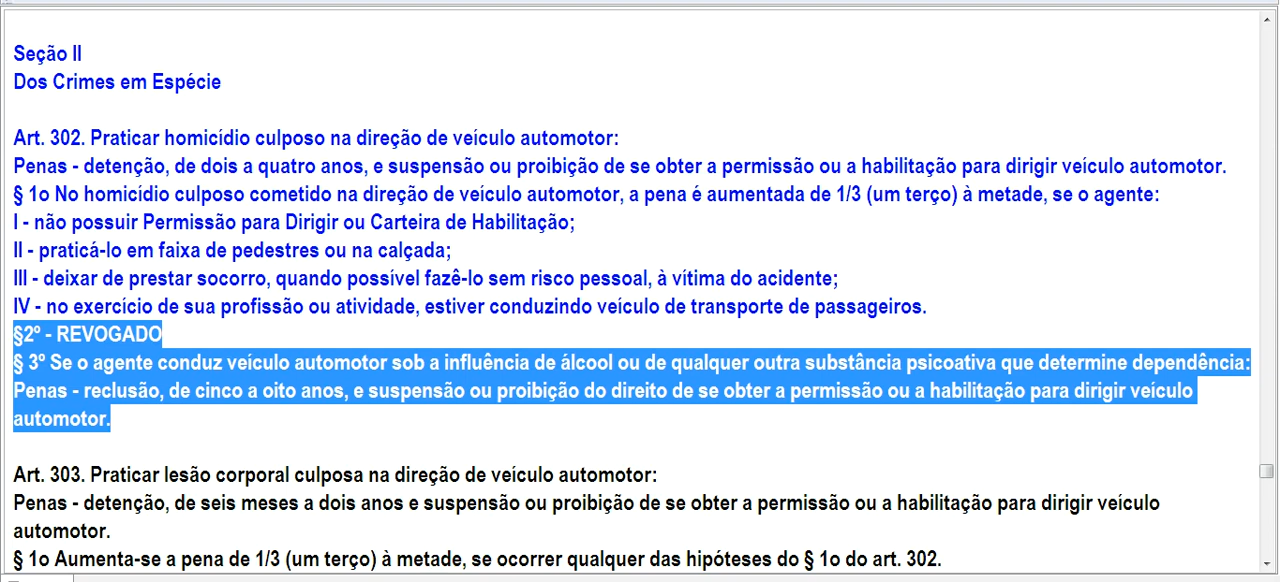 Seção II
Dos Crimes em Espécie
Art. 302. Praticar homicídio culposo na direção de veículo automotor:
Penas - detenção, de dois a quatro anos, e suspensão ou proibição de se obter a permissão ou a habilitação para dirigir veículo automotor.
§ 1o No homicídio culposo cometido na direção de veículo automotor, a pena é aumentada de 1/3 (um terço) à metade, se o agente:
I - não possuir Permissão para Dirigir ou Carteira de Habilitação;
II - praticá-lo em faixa de pedestres ou na calçada;
III - deixar de prestar socorro, quando possível fazê-lo sem risco pessoal, à vítima do acidente;
IV - no exercício de sua profissão ou atividade, estiver conduzindo veículo de transporte de passageiros.
§2º - REVOGADO
§ 3º Se o agente conduz veículo automotor sob a influência de álcool ou de qualquer outra substância psicoativa que determine dependência:
Penas - reclusão, de cinco a oito anos, e suspensão ou proibição do direito de se obter a permissão ou a habilitação para dirigir veículo
automotor.
Art. 303. Praticar lesão corporal culposa na direção de veículo automotor:
Penas - detenção, de seis meses a dois anos e suspensão ou proibição de se obter a permissão ou a habilitação para dirigir veículo
automotor.
§ 1o Aumenta-se a pena de 1/3 (um terço) à metade, se ocorrer qualquer das hipóteses do § 1o do art. 302.